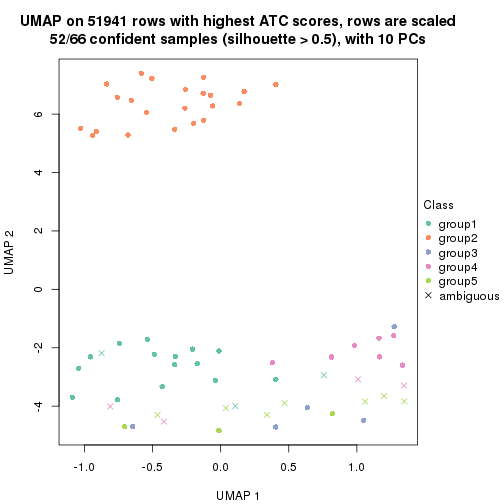 UMAP on 51941 rows with highest ATC scores, rows are scaled
52/66 confident samples (silhouette > 0.5), with 10 PCs
6
4
2
0
-2
-4
UMAP 2
-1.0
-0.5
0.0
0.5
1.0
UMAP 1
Class
group1
group2
group3
group4
group5
ambiguous